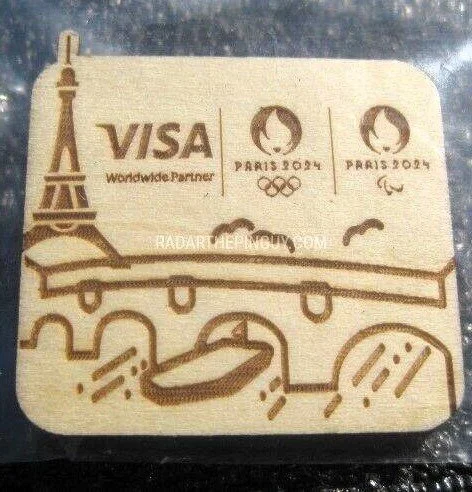 VISA
Worldwide Partner
PARIS 2024
PARIS 2024
RADARTHEPINGUY.COM